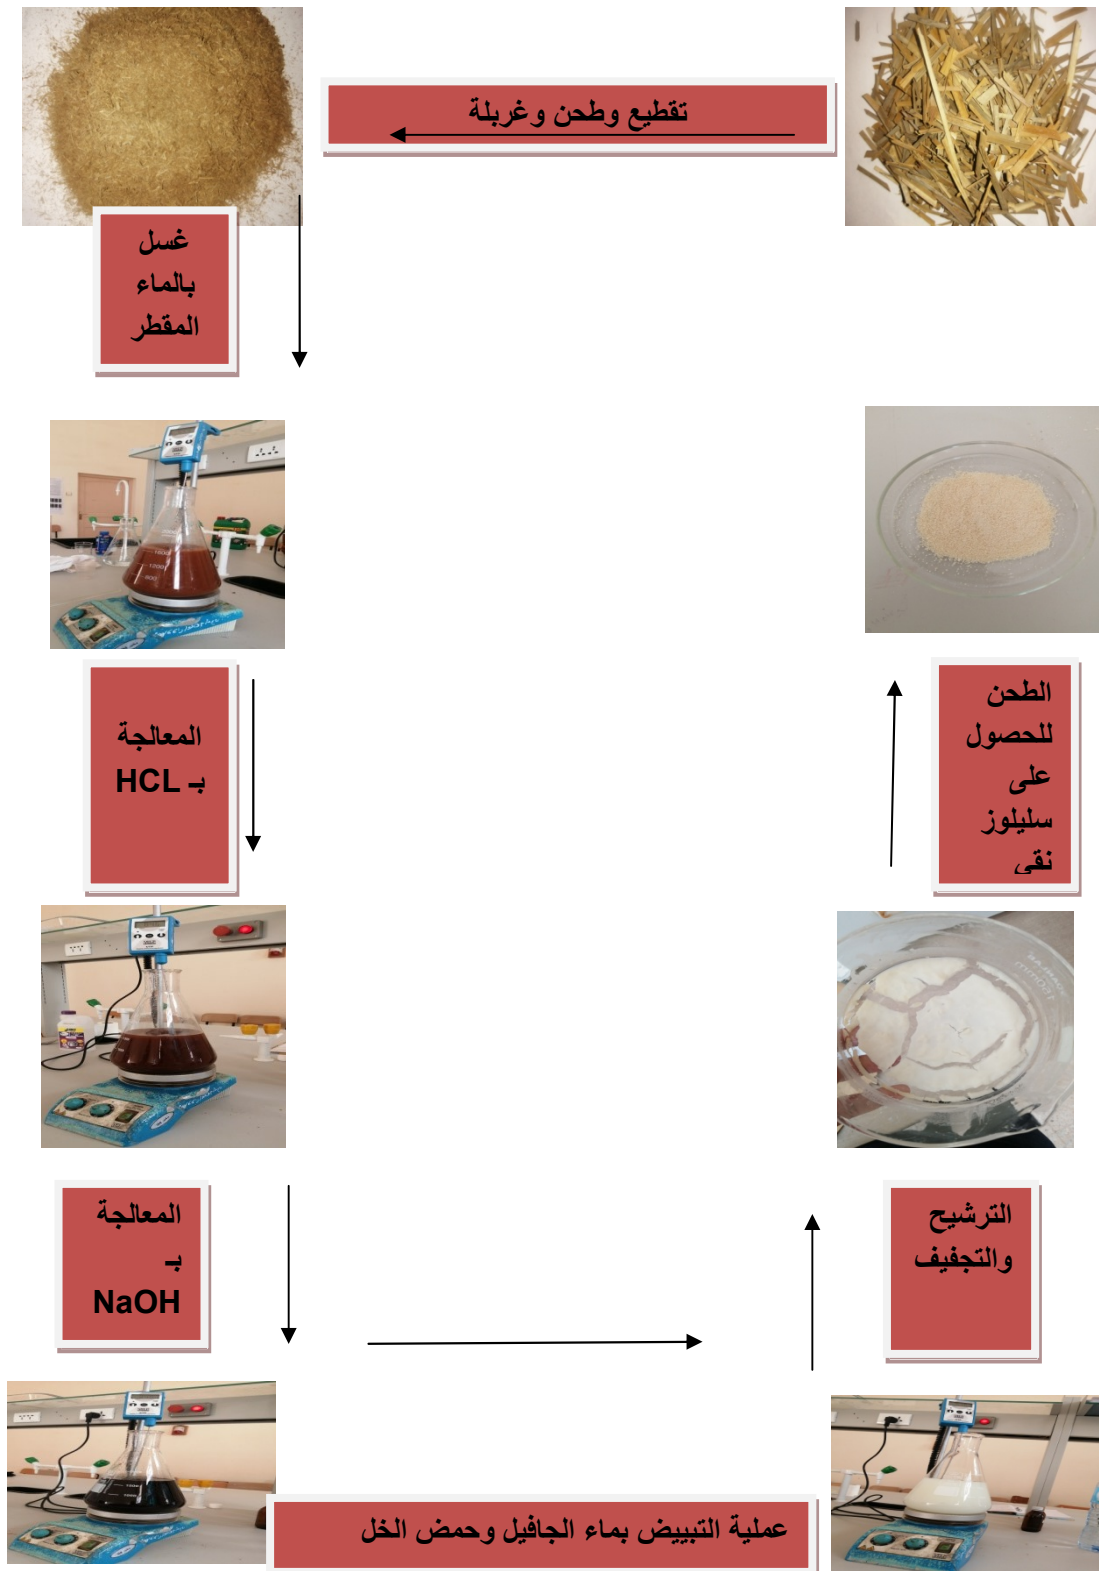 تقطيع وطحن وغربلة
غسل
بالماء
المقطر
المعالجة
بـ HCL
المعالجة
بـ
NaOH
عملية التبييض بماء الجافيل وحمض الخل
الترشيح
والتجفيف
الطحن
للحصول
على
سليلوز
نقي